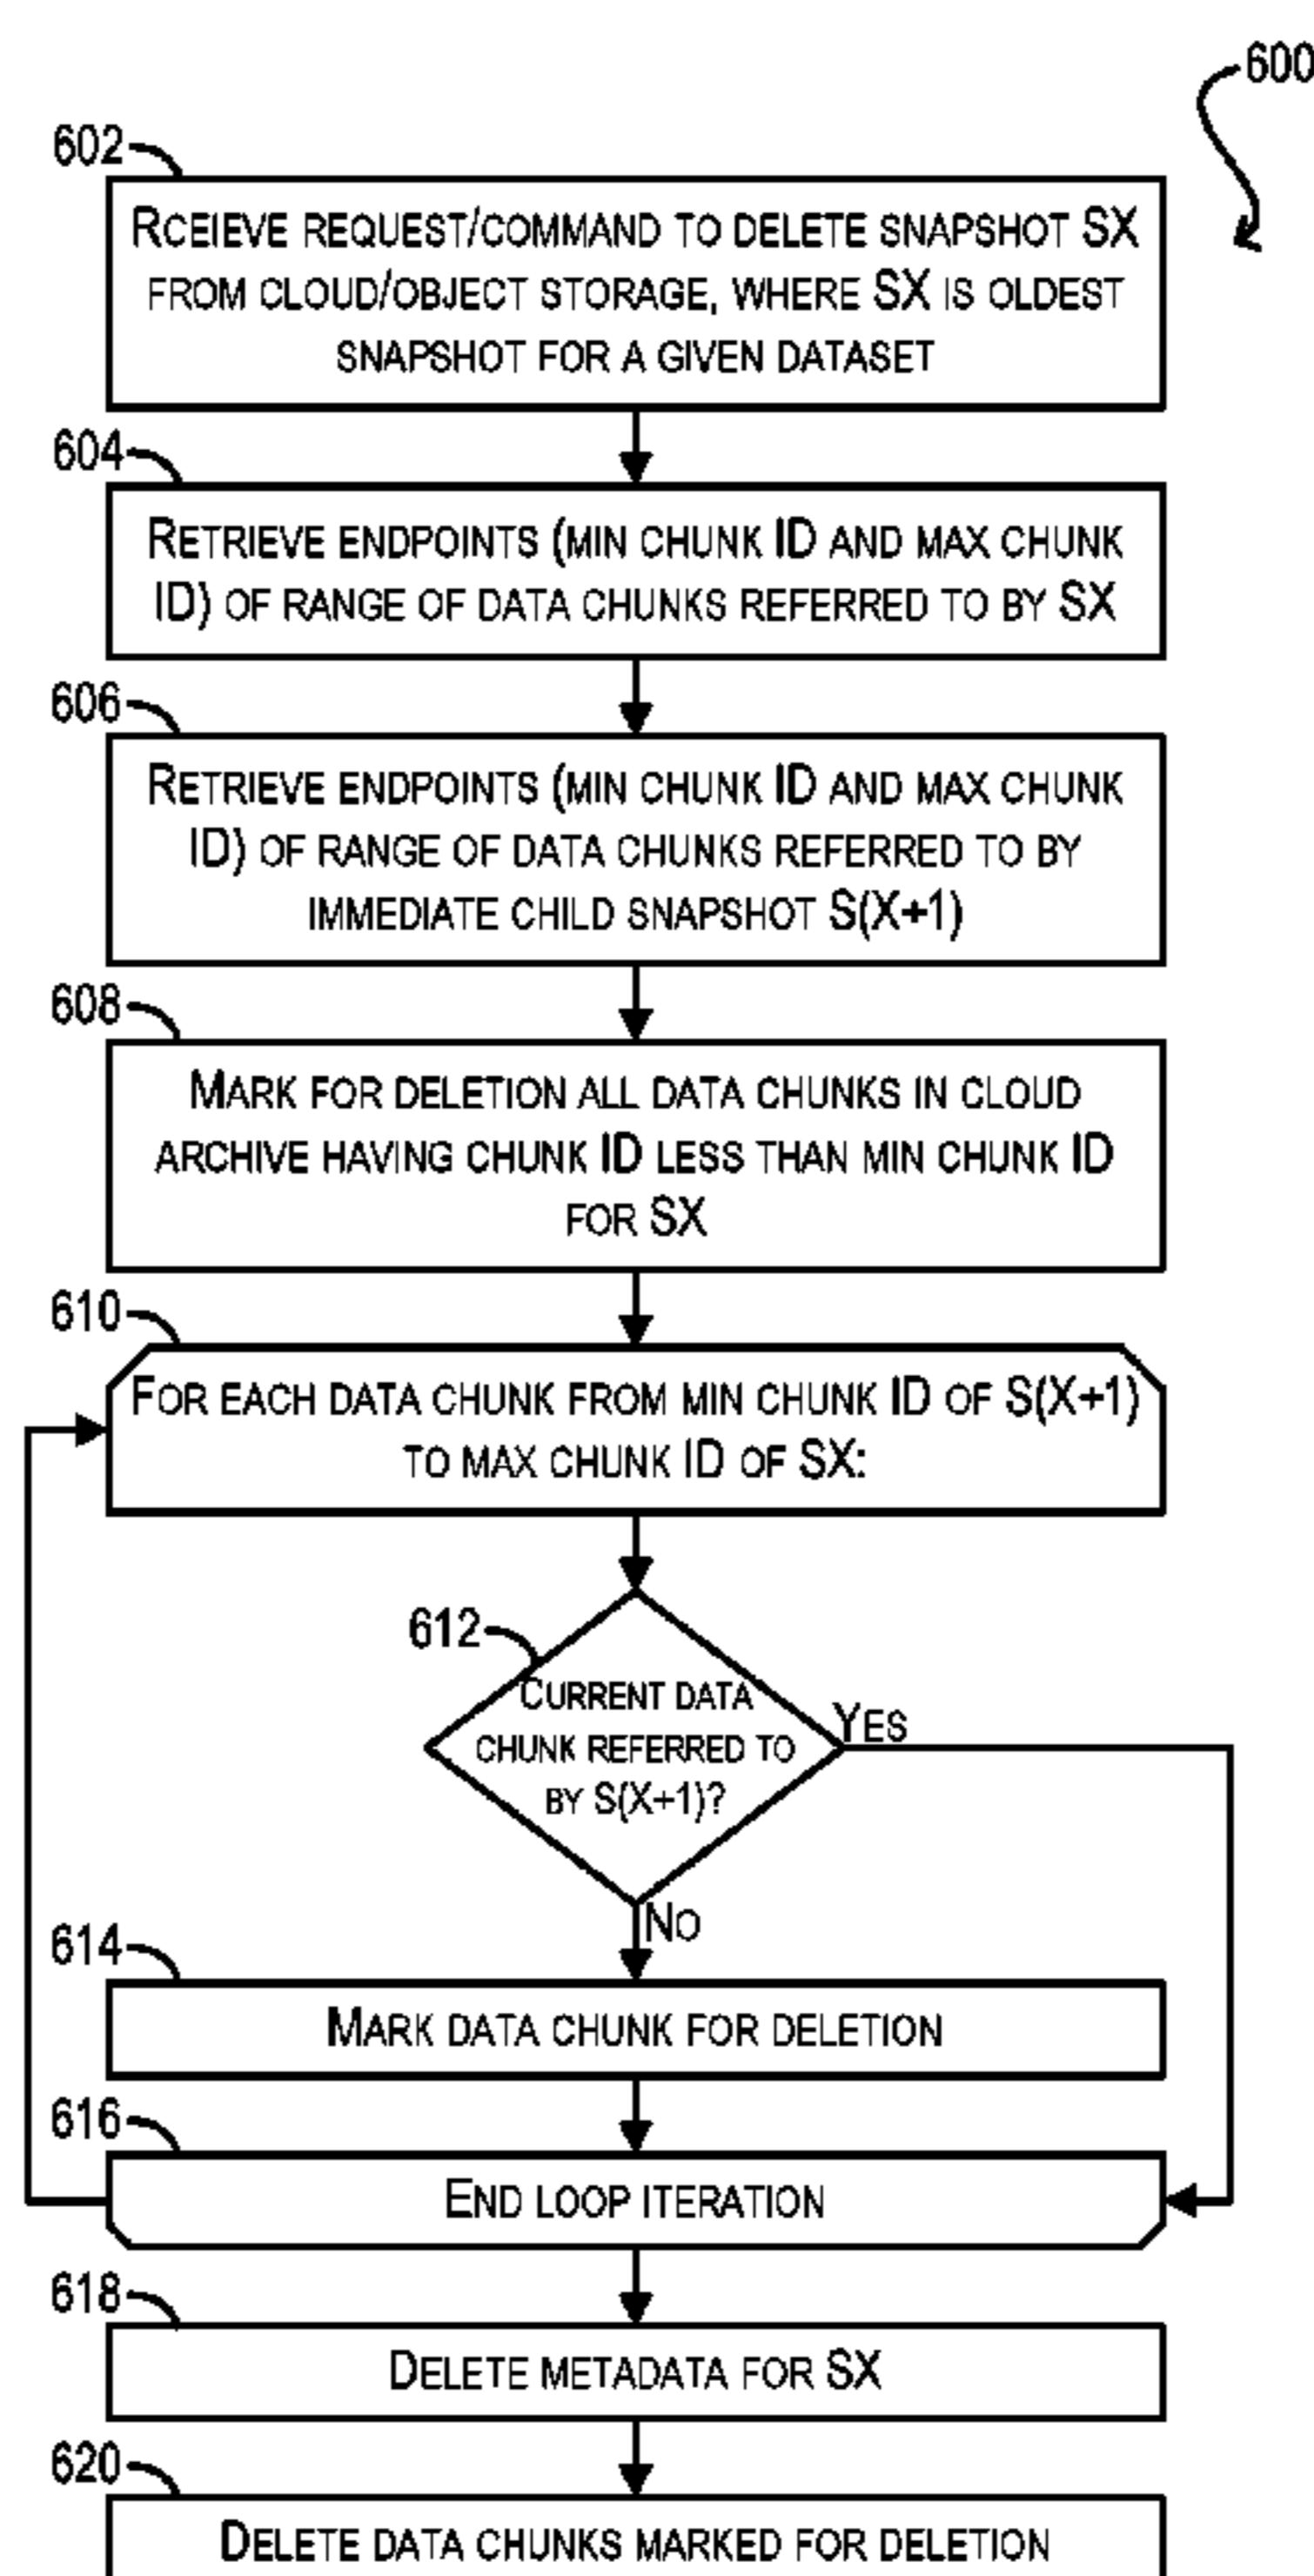 600
602
RCEIEVE REQUEST/COMMAND TO DELETE SNAPSHOT SX
FROM CLOUD/OBJECT STORAGE, WHERE SX IS OLDEST
SNAPSHOT FOR A GIVEN DATASET
604
RETRIEVE ENDPOINTS (MIN CHUNK ID AND MAX CHUNK
ID) OF RANGE OF DATA CHUNKS REFERRED TO BY SX
606
RETRIEVE ENDPOINTS (MIN CHUNK ID AND MAX CHUNK
ID) OF RANGE OF DATA CHUNKS REFERRED TO BY
IMMEDIATE CHILD SNAPSHOT S(X+1)
608
MARK FOR DELETION ALL DATA CHUNKS IN CLOUD
ARCHIVE HAVING CHUNK ID LESS THAN MIN CHUNK ID
FOR SX
610
FOR EACH DATA CHUNK FROM MIN CHUNK ID OF S(X+1)
TO MAX CHUNK ID OF SX:
612
CURRENT DATA
CHUNK REFERRED TO
BY S(X+1)?
YES
NO
614
MARK DATA CHUNK FOR DELETION
616
END LOOP ITERATION
618
DELETE METADATA FOR SX
620
DELETE DATA CHUNKS MARKED FOR DELETION